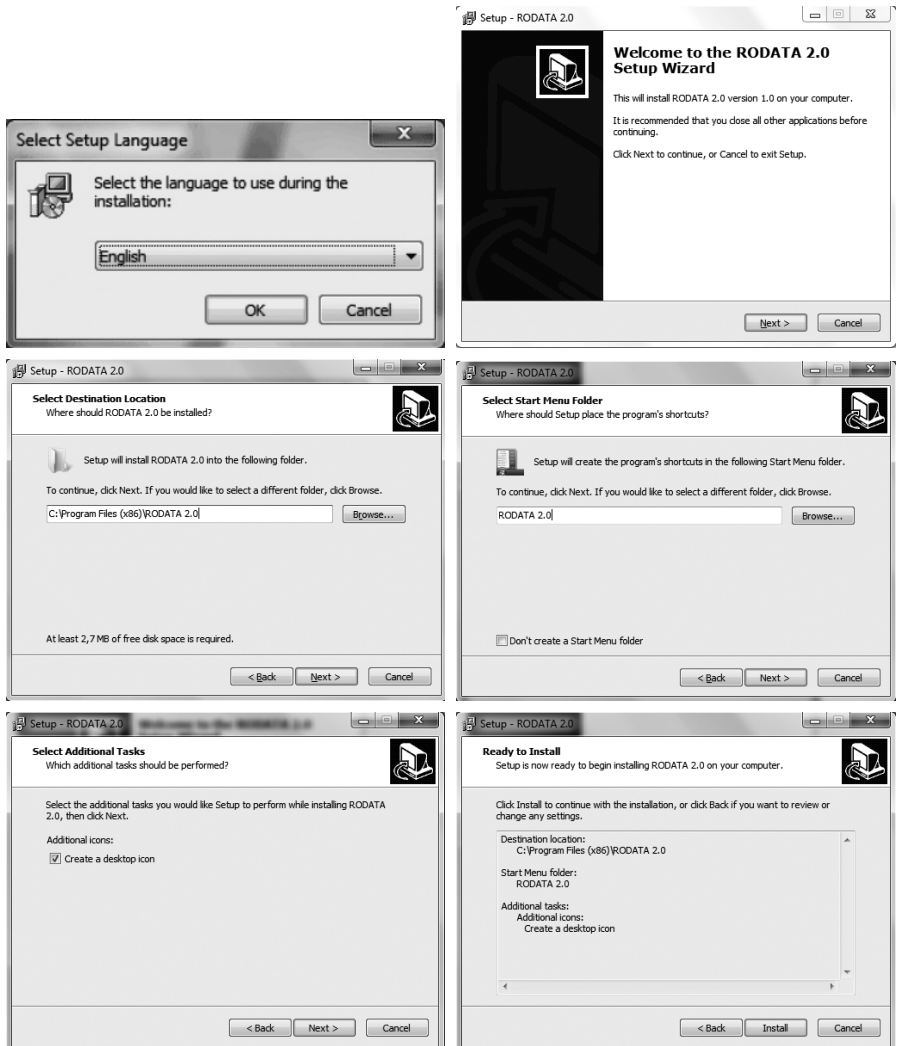 Select Setup Language
Select the language to use during the
installation:
English
OK
Cancel
Setup - RODATA 2.0
Welcome to the RODATA 2.0
Setup Wizard
This will install RODATA 2.0 version 1.0 on your computer.
It is recommended that you close all other applications before
continuing.
Click Next to continue, or Cancel to exit Setup.
Next >
Cancel
Setup - RODATA 2.0
Select Destination Location
Where should RODATA 2.0 be installed?
Setup will install RODATA 2.0 into the following folder.
To continue, click Next. If you would like to select a different folder, click Browse.
C:\Program Files (x86)\RODATA 2.0
Browse...
At least 2,7 MB of free disk space is required.
< Back
Next >
Cancel
Setup - RODATA 2.0
Select Start Menu Folder
Where should Setup place the program's shortcuts?
Setup will create the program's shortcuts in the following Start Menu folder.
To continue, click Next. If you would like to select a different folder, click Browse.
RODATA 2.0
Browse...
Don't create a Start Menu folder
< Back
Next >
Cancel
Setup - RODATA 2.0
Select Additional Tasks
Which additional tasks should be performed?
Select the additional tasks you would like Setup to perform while installing RODATA
2.0, then click Next.
Additional icons:
Create a desktop icon
< Back
Next >
Cancel
Setup - RODATA 2.0
Ready to Install
Setup is now ready to begin installing RODATA 2.0 on your computer.
Click Install to continue with the installation, or click Back if you want to review or
change any settings.
Destination location:
C:\Program Files (x86)\RODATA 2.0
Start Menu folder:
RODATA 2.0
Additional tasks:
Additional icons:
Create a desktop icon
< Back
Install
Cancel